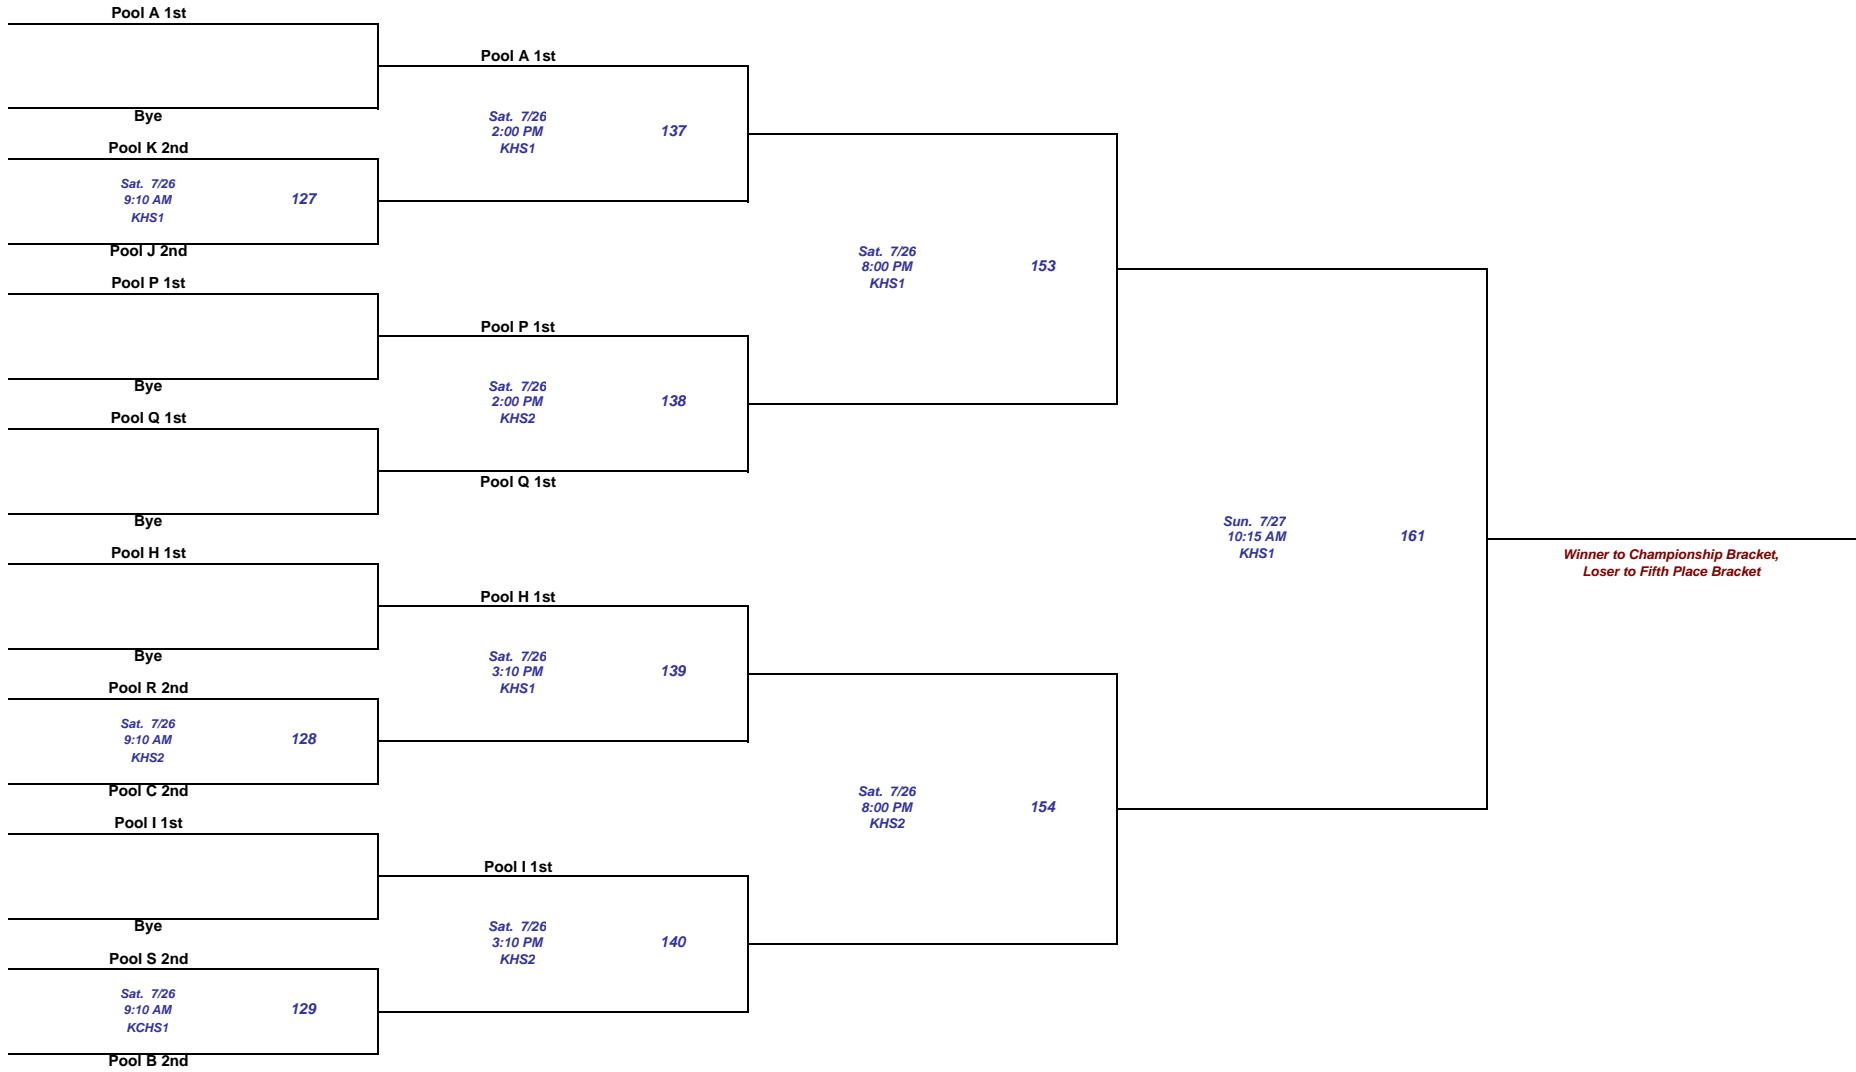 Pool A 1st
Bye
Pool K 2nd
Sat. 7/26
9:10 AM
KHS1
127
Pool J 2nd
Pool P 1st
Bye
Pool Q 1st
Bye
Pool H 1st
Bye
Pool R 2nd
Sat. 7/26
9:10 AM
KHS2
128
Pool C 2nd
Pool I 1st
Bye
Pool S 2nd
Sat. 7/26
9:10 AM
KCHS1
129
Pool B 2nd
Pool A 1st
Sat. 7/26
2:00 PM
KHS1
137
Pool P 1st
Sat. 7/26
2:00 PM
KHS2
138
Pool Q 1st
Pool H 1st
Sat. 7/26
3:10 PM
KHS1
139
Pool I 1st
Sat. 7/26
3:10 PM
KHS2
140
Sat. 7/26
8:00 PM
KHS1
153
Sat. 7/26
8:00 PM
KHS2
154
Sun. 7/27
10:15 AM
KHS1
161
Winner to Championship Bracket,
Loser to Fifth Place Bracket